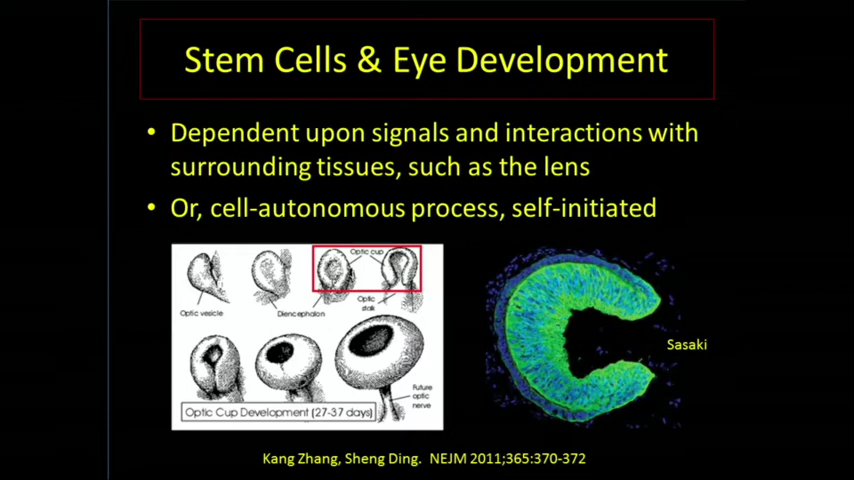 Stem Cells & Eye Development
• Dependent upon signals and interactions with
surrounding tissues, such as the lens
• Or, cell-autonomous process, self-initiated
Optic cup
Optic vesicle
Diencephalon
Optic
stalk
Future
optic
nerve
Optic Cup Development (27-37 days)
Sasaki
Kang Zhang, Sheng Ding. NEJM 2011;365:370-372